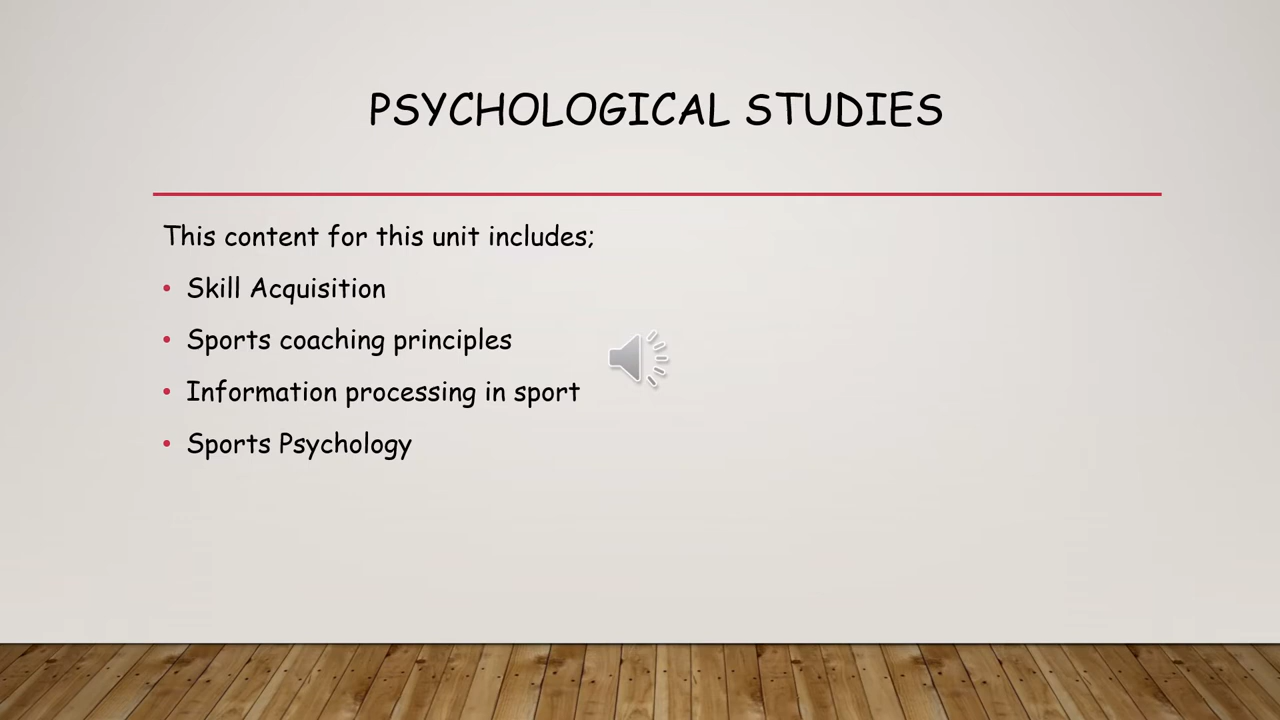 PSYCHOLOGICAL STUDIES
This content for this unit includes;
• Skill Acquisition
• Sports coaching principles
• Information processing in sport
• Sports Psychology